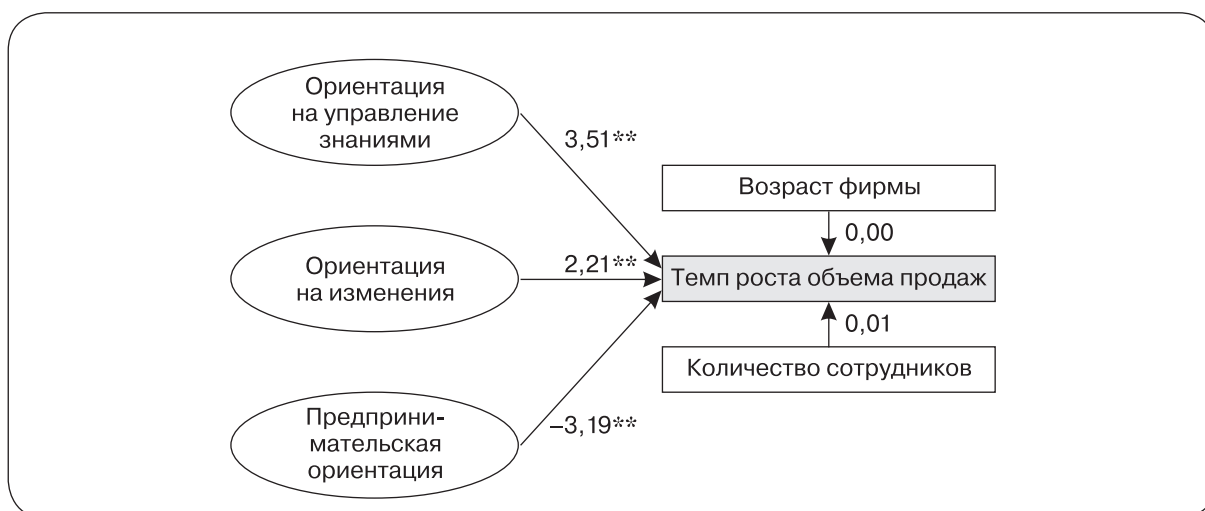 Ориентация
на управление
знаниями
3,51**
Возраст фирмы
0,00
Ориентация
на изменения
2,21**
Темп роста объема продаж
0,01
Количество сотрудников
Предприни-
мательская
ориентация
–3,19**